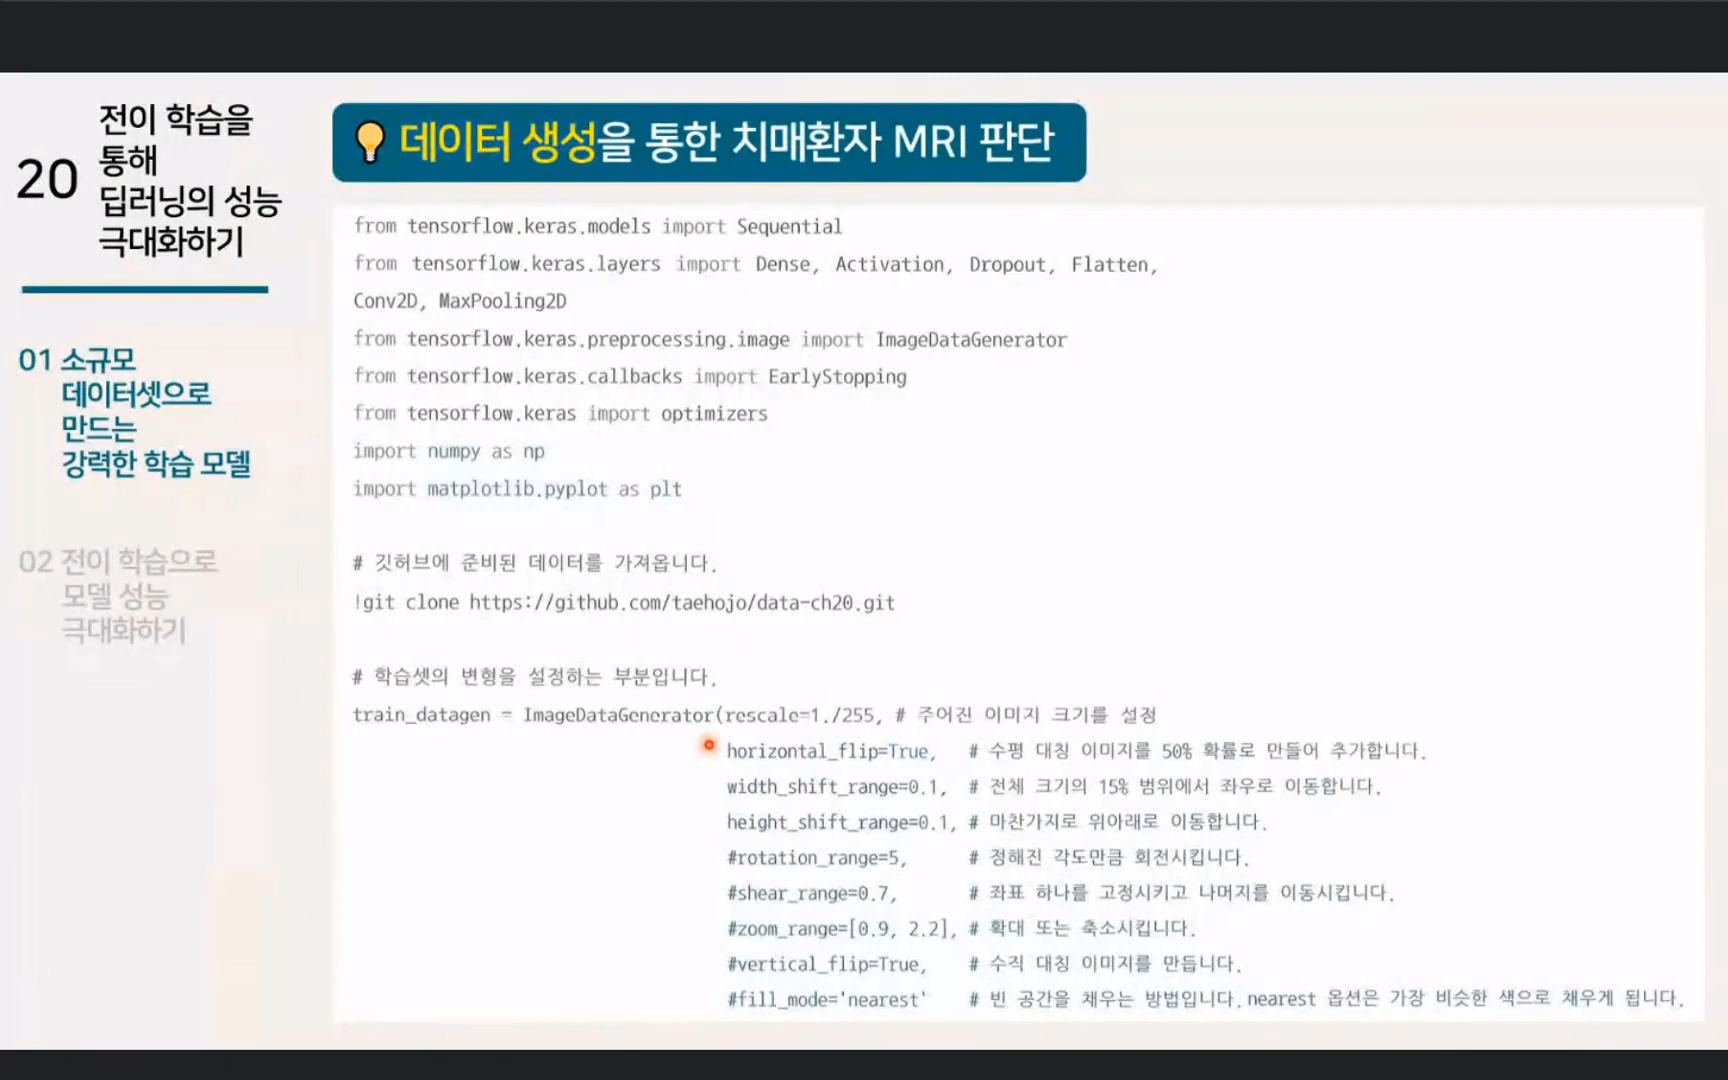 20
전이 학습을
통해
딥러닝의 성능
극대화하기
01 소규모
데이터셋으로
만드는
강력한 학습 모델
02 전이 학습으로
모델 성능
극대화하기
데이터 생성을 통한 치매환자 MRI 판단
from tensorflow.keras.models import Sequential
from tensorflow.keras.layers import Dense, Activation, Dropout, Flatten,
Conv2D, MaxPooling2D
from tensorflow.keras.preprocessing.image import ImageDataGenerator
from tensorflow.keras.callbacks import EarlyStopping
from tensorflow.keras import optimizers
import numpy as np
import matplotlib.pyplot as plt
# 깃허브에 준비된 데이터를 가져옵니다.
!git clone https://github.com/taehojo/data-ch20.git
# 학습셋의 변형을 설정하는 부분입니다.
train_datagen = ImageDataGenerator(rescale=1./255, # 주어진 이미지 크기를 설정
horizontal_flip=True, # 수평 대칭 이미지를 50% 확률로 만들어 추가합니다.
width_shift_range=0.1, # 전체 크기의 15% 범위에서 좌우로 이동합니다.
height_shift_range=0.1, # 마찬가지로 위아래로 이동합니다.
#rotation_range=5, # 정해진 각도만큼 회전시킵니다.
#shear_range=0.7, # 좌표 하나를 고정시키고 나머지를 이동시킵니다.
#zoom_range=[0.9, 2.2], # 확대 또는 축소시킵니다.
#vertical_flip=True, # 수직 대칭 이미지를 만듭니다.
#fill_mode='nearest' # 빈 공간을 채우는 방법입니다. nearest 옵션은 가장 비슷한 색으로 채우게 됩니다.